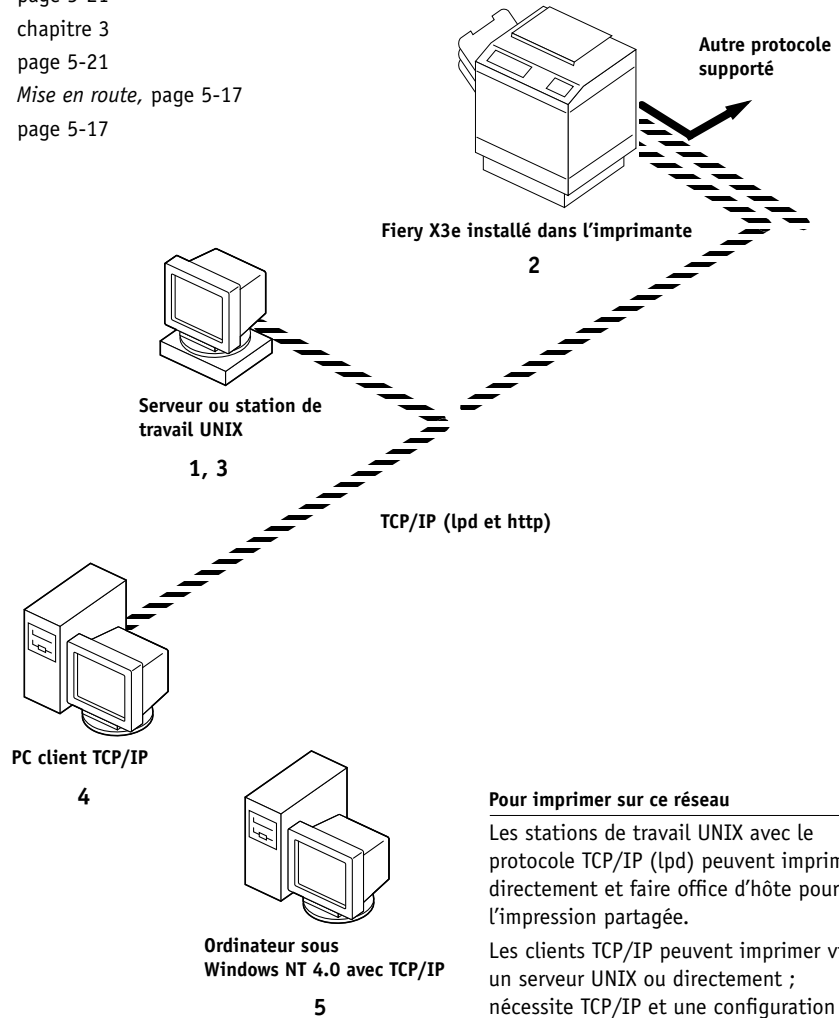 page 5-21
chapitre 3
page 5-21
Mise en route, page 5-17
page 5-17
Autre protocole
supporté
Fiery X3e installé dans l’imprimante
2
Serveur ou station de
travail UNIX
1, 3
TCP/IP (lpd et http)
PC client TCP/IP
4
Ordinateur sous
Windows NT 4.0 avec TCP/IP
5
Pour imprimer sur ce réseau
Les stations de travail UNIX avec le
protocole TCP/IP (lpd) peuvent
directement et faire office d’hôte pour
l’impression partagée.
Les clients TCP/IP peuvent imprimer
un serveur UNIX ou directement ;
nécessite TCP/IP et une configuration